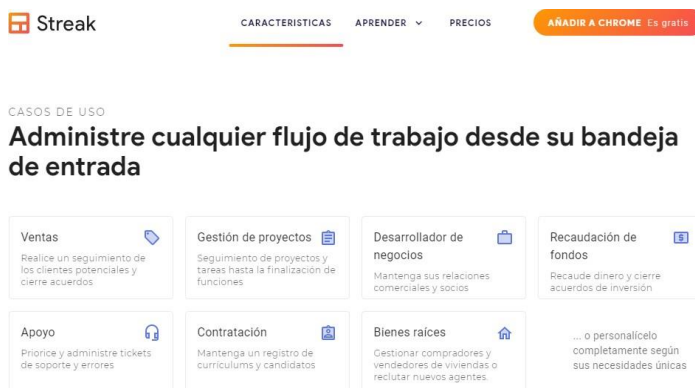 Streak
CARACTERISTICAS
APRENDER
PRECIOS
AÑADIR A CHROME Es gratis
CASOS DE USO
Administre cualquier flujo de trabajo desde su bandeja
de entrada
Ventas
Realice un seguimiento de
los clientes potenciales y
cierre acuerdos
Gestión de proyectos
Seguimiento de proyectos y
tareas hasta la finalización de
funciones
Desarrollador de
negocios
Mantenga sus relaciones
comerciales y socios
Recaudación de
fondos
Recaude dinero y cierre
acuerdos de inversión
Apoyo
Priorice y administre tickets
de soporte y errores
Contratación
Mantenga un registro de
currículums y candidatos
Bienes raíces
Gestionar compradores y
vendedores de viviendas o
reclutar nuevos agentes.
... o personalícelo
completamente según
sus necesidades únicas